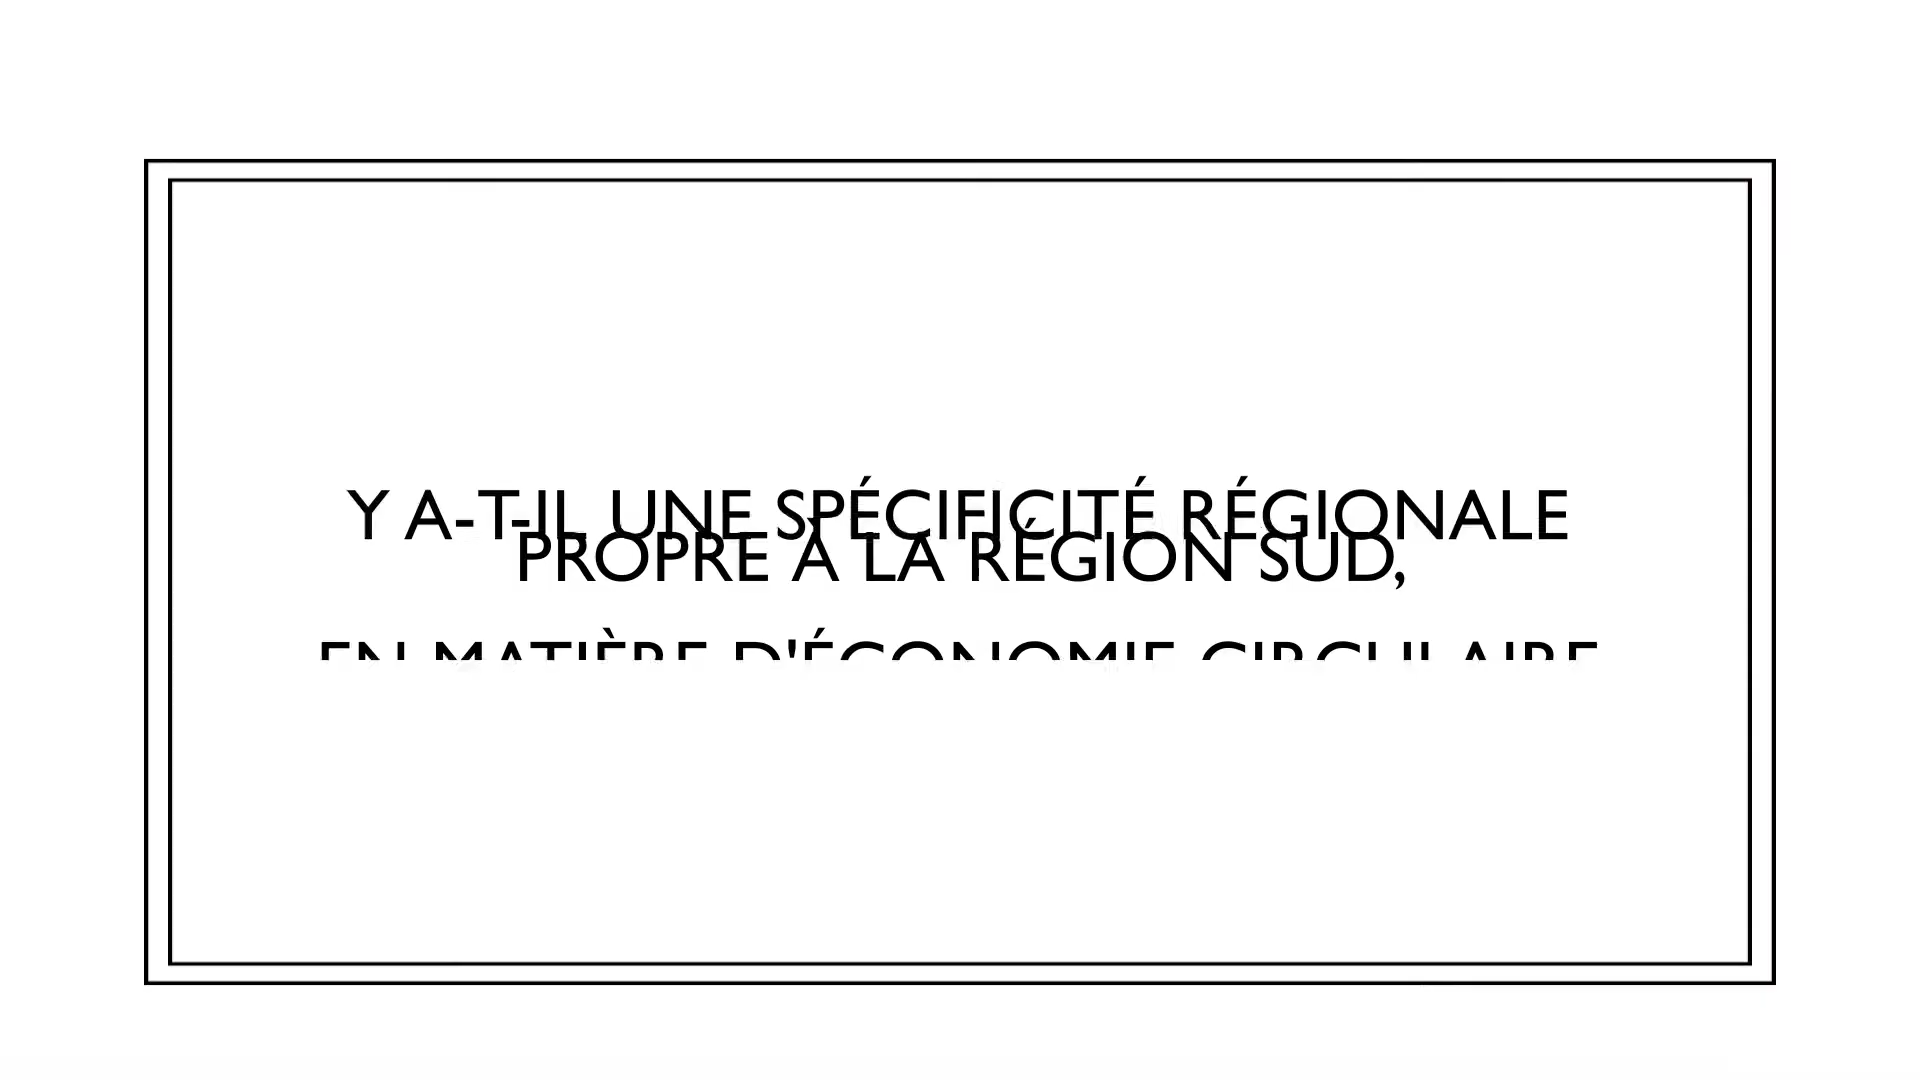 Y A-T-IL UNE SPÉCIFICITÉ RÉGIONALE
PROPRE À LA RÉGION SUD,
EN MATIÈRE D'ÉCONOMIE CIRCULAIRE